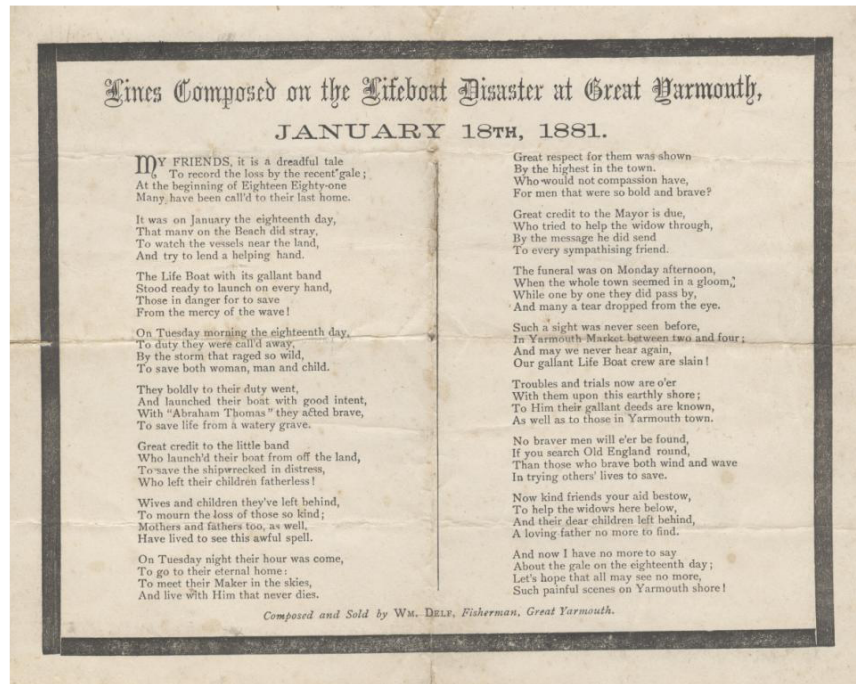 Lines Composed on the Lifeboat Disaster at Great Yarmouth,
JANUARY 18TH, 1881.
MY FRIENDS, it is a dreadful tale
To record the loss by the recent gale;
At the beginning of Eighteen Eighty-one
Many have been call'd to their last home.
It was on January the eighteenth day,
That many on the Beach did stray,
To watch the vessels near the land,
And try to lend a helping hand.
The Life Boat with its gallant band
Stood ready to launch on every hand,
Those in danger for to save
From the mercy of the wave!
On Tuesday morning the eighteenth day,
To duty they were call'd away,
By the storm that raged so wild,
To save both woman, man and child.
They boldly to their duty went,
And launched their boat with good intent,
With "Abraham Thomas" they acted brave,
To save life from a watery grave.
Great credit to the little band
Who launch'd their boat from off the land,
To save the shipwrecked in distress,
Who left their children fatherless!
Wives and children they've left behind,
To mourn the loss of those so kind;
Mothers and fathers too, as well,
Have lived to see this awful spell.
On Tuesday night their hour was come,
To go to their eternal home:
To meet their Maker in the skies,
And live with Him that never dies.
Great respect for them was shown
By the highest in the town.
Who would not compassion have,
For men that were so bold and brave?
Great credit to the Mayor is due,
Who tried to help the widow through,
By the message he did send
To every sympathising friend.
The funeral was on Monday afternoon,
When the whole town seemed in a gloom,
While one by one they did pass by,
And many a tear dropped from the eye.
Such a sight was never seen before,
In Yarmouth Market between two and four;
And may we never hear again,
Our gallant Life Boat crew are slain!
Troubles and trials now are o'er
With them upon this earthly shore;
To Him their gallant deeds are known,
As well as to those in Yarmouth town.
No braver men will e'er be found,
If you search Old England round,
Than those who brave both wind and wave
In trying others' lives to save.
Now kind friends your aid bestow,
To help the widows here below,
And their dear children left behind,
A loving father no more to find.
And now I have no more to say
About the gale on the eighteenth day;
Let's hope that all may see no more,
Such painful scenes on Yarmouth shore!
Composed and Sold by WM. DELF, Fisherman, Great Yarmouth.